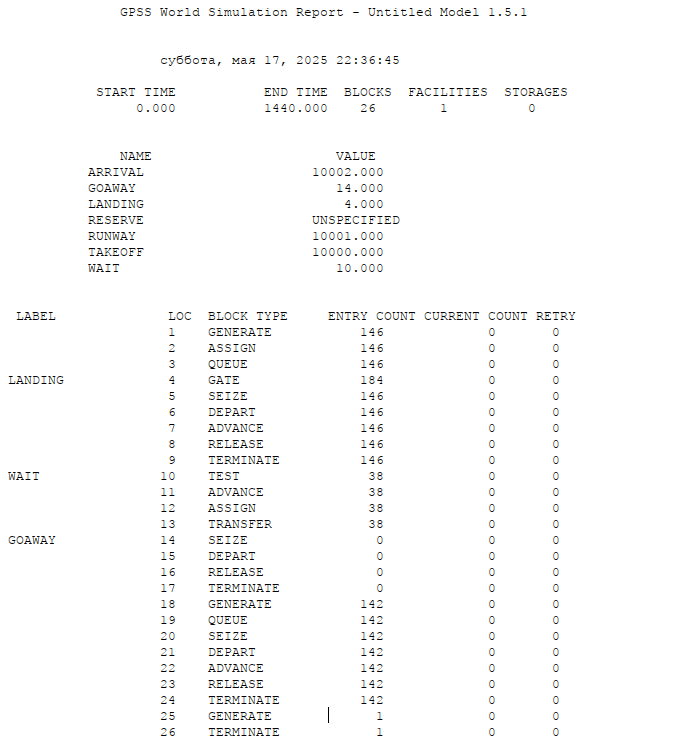 GPSS World Simulation Report - Untitled Model 1.5.1
суббота, мая 17, 2025 22:36:45
START TIME END TIME BLOCKS FACILITIES STORAGES
0.000 1440.000 26 1 0
NAME VALUE
ARRIVAL 10002.000
GOAWAY 14.000
LANDING 4.000
RESERVE UNSPECIFIED
RUNWAY 10001.000
TAKEOFF 10000.000
WAIT 10.000
LABEL LOC BLOCK TYPE ENTRY COUNT CURRENT COUNT RETRY
1 GENERATE 146 0 0
2 ASSIGN 146 0 0
3 QUEUE 146 0 0
LANDING 4 GATE 184 0 0
5 SEIZE 146 0 0
6 DEPART 146 0 0
7 ADVANCE 146 0 0
8 RELEASE 146 0 0
9 TERMINATE 146 0 0
WAIT 10 TEST 38 0 0
11 ADVANCE 38 0 0
12 ASSIGN 38 0 0
13 TRANSFER 38 0 0
GOAWAY 14 SEIZE 0 0 0
15 DEPART 0 0 0
16 RELEASE 0 0 0
17 TERMINATE 0 0 0
18 GENERATE 142 0 0
19 QUEUE 142 0 0
20 SEIZE 142 0 0
21 DEPART 142 0 0
22 ADVANCE 142 0 0
23 RELEASE 142 0 0
24 TERMINATE 142 0 0
25 GENERATE 1 0 0
26 TERMINATE 1 0 0